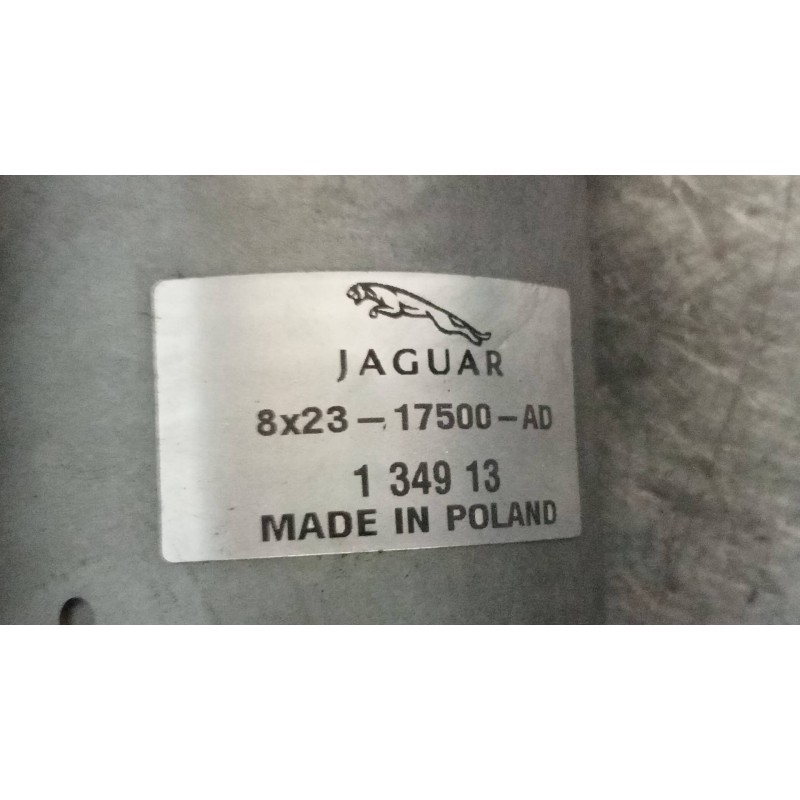 JAGUAR
8x23-17500-AD
1 349 13
MADE IN POLAND